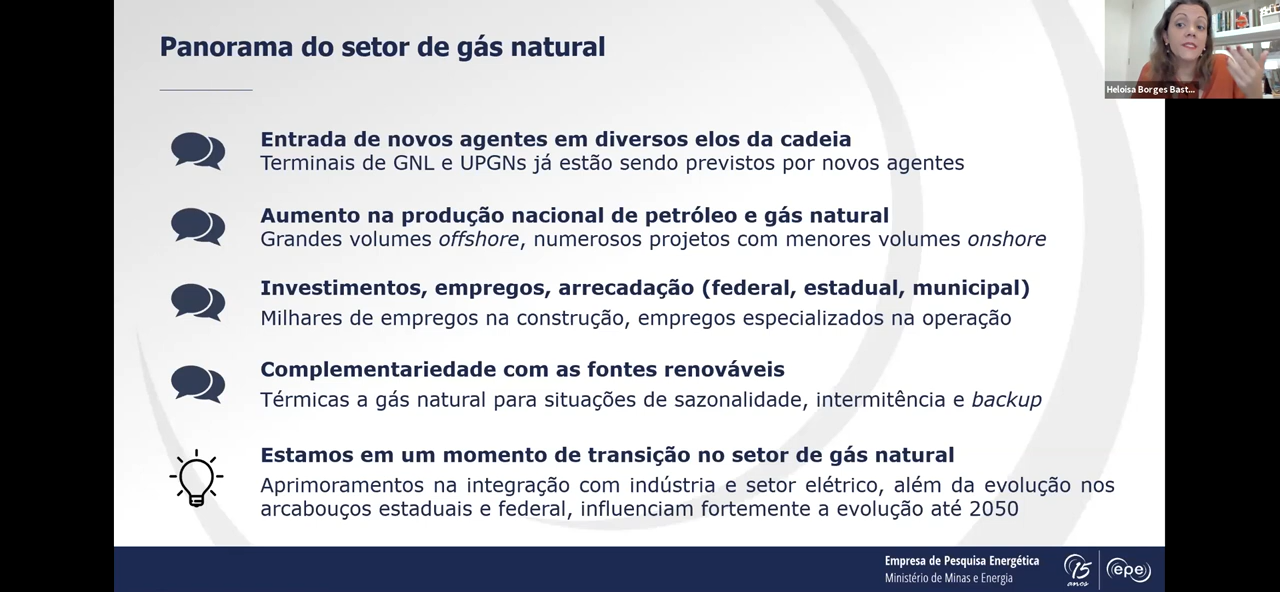 Panorama do setor de gás natural
Heloisa Borges Bast...
Entrada de novos agentes em diversos elos da cadeia
Terminais de GNL e UPGNs já estão sendo previstos por novos agentes
Aumento na produção nacional de petróleo e gás natural
Grandes volumes offshore, numerosos projetos com menores volumes onshore
Investimentos, empregos, arrecadação (federal, estadual, municipal)
Milhares de empregos na construção, empregos especializados na operação
Complementariedade com as fontes renováveis
Térmicas a gás natural para situações de sazonalidade, intermitência e backup
Estamos em um momento de transição no setor de gás natural
Aprimoramentos na integração com indústria e setor elétrico, além da evolução nos
arcabouços estaduais e federal, influenciam fortemente a evolução até 2050
Empresa de Pesquisa Energética
Ministério de Minas e Energia
15
anos
epe